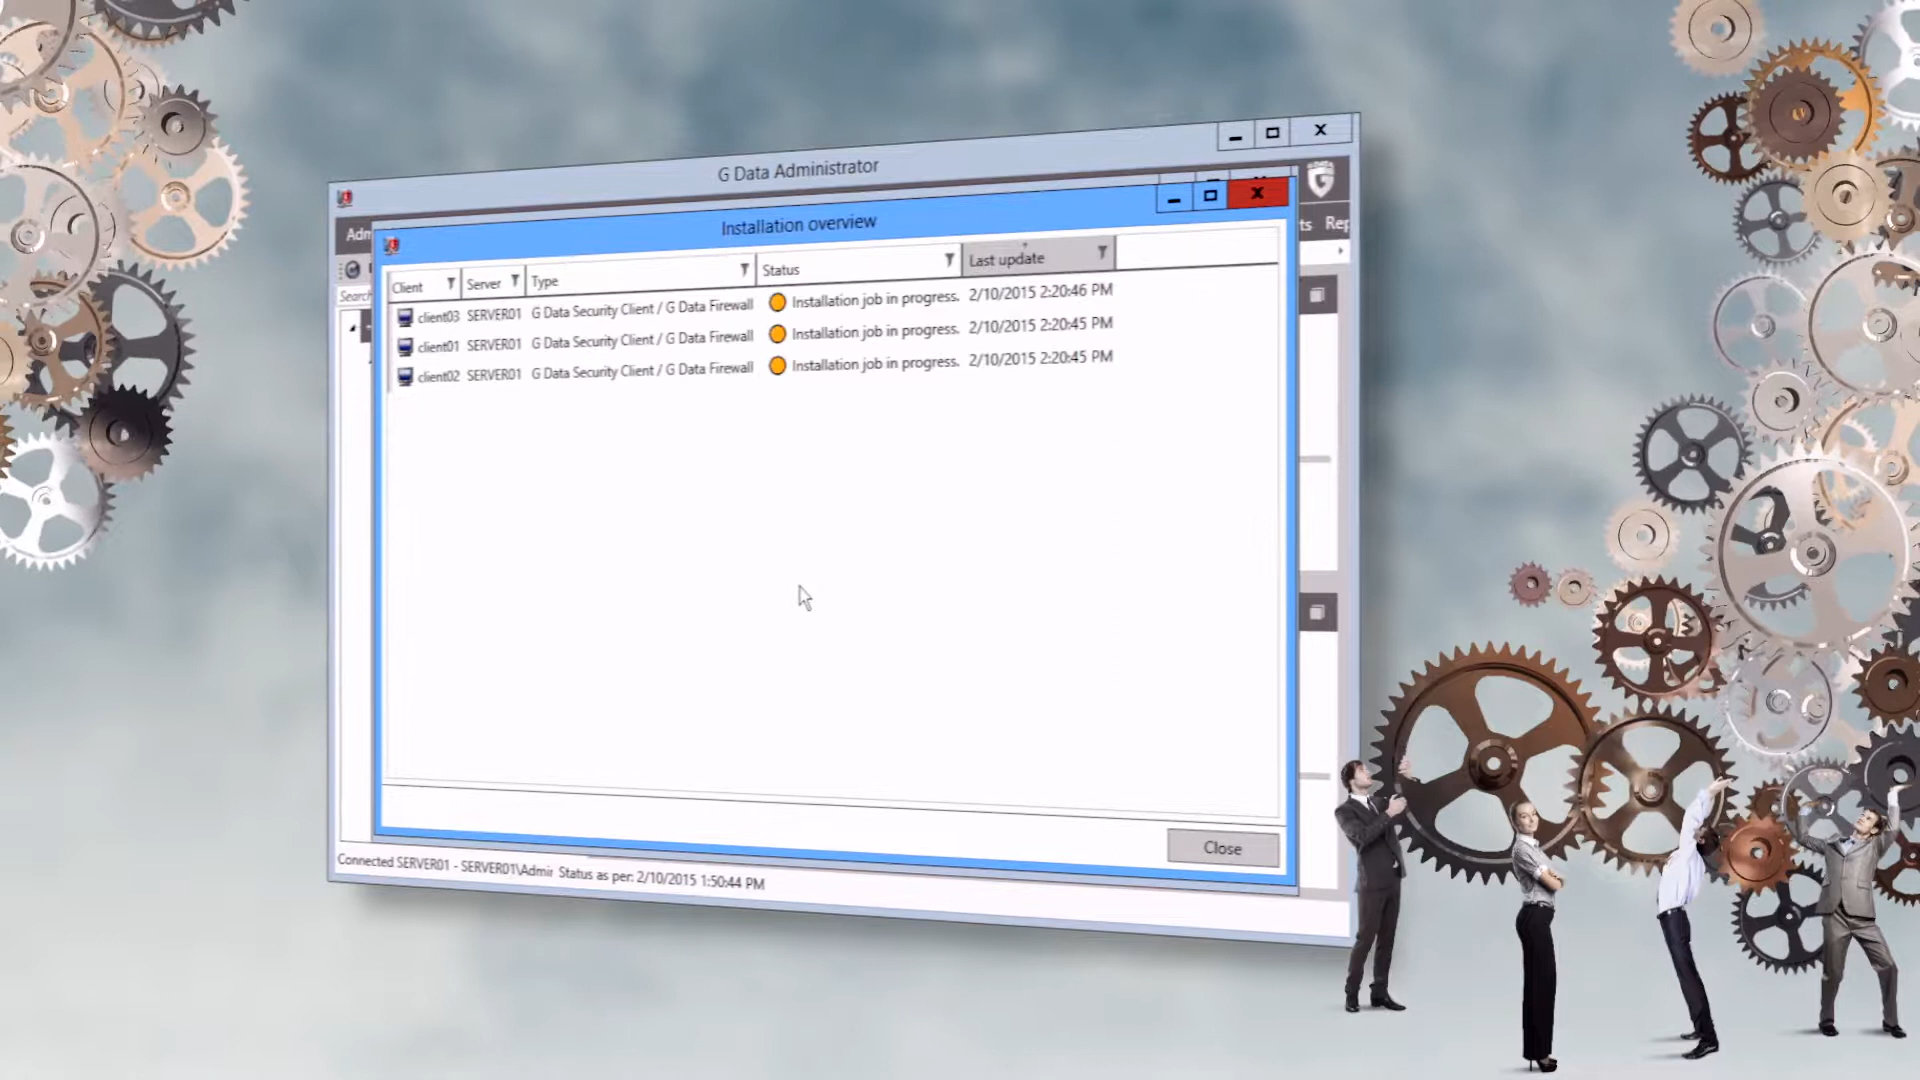 G Data Administrator
Installation overview
Adm
ts Rep
Search
Client Server Type Status Last update
client03 SERVER01 G Data Security Client / G Data Firewall Installation job in progress. 2/10/2015 2:20:46 PM
client01 SERVER01 G Data Security Client / G Data Firewall Installation job in progress. 2/10/2015 2:20:45 PM
client02 SERVER01 G Data Security Client / G Data Firewall Installation job in progress. 2/10/2015 2:20:45 PM
Close
Connected SERVER01 - SERVER01\Admir Status as per: 2/10/2015 1:50:44 PM